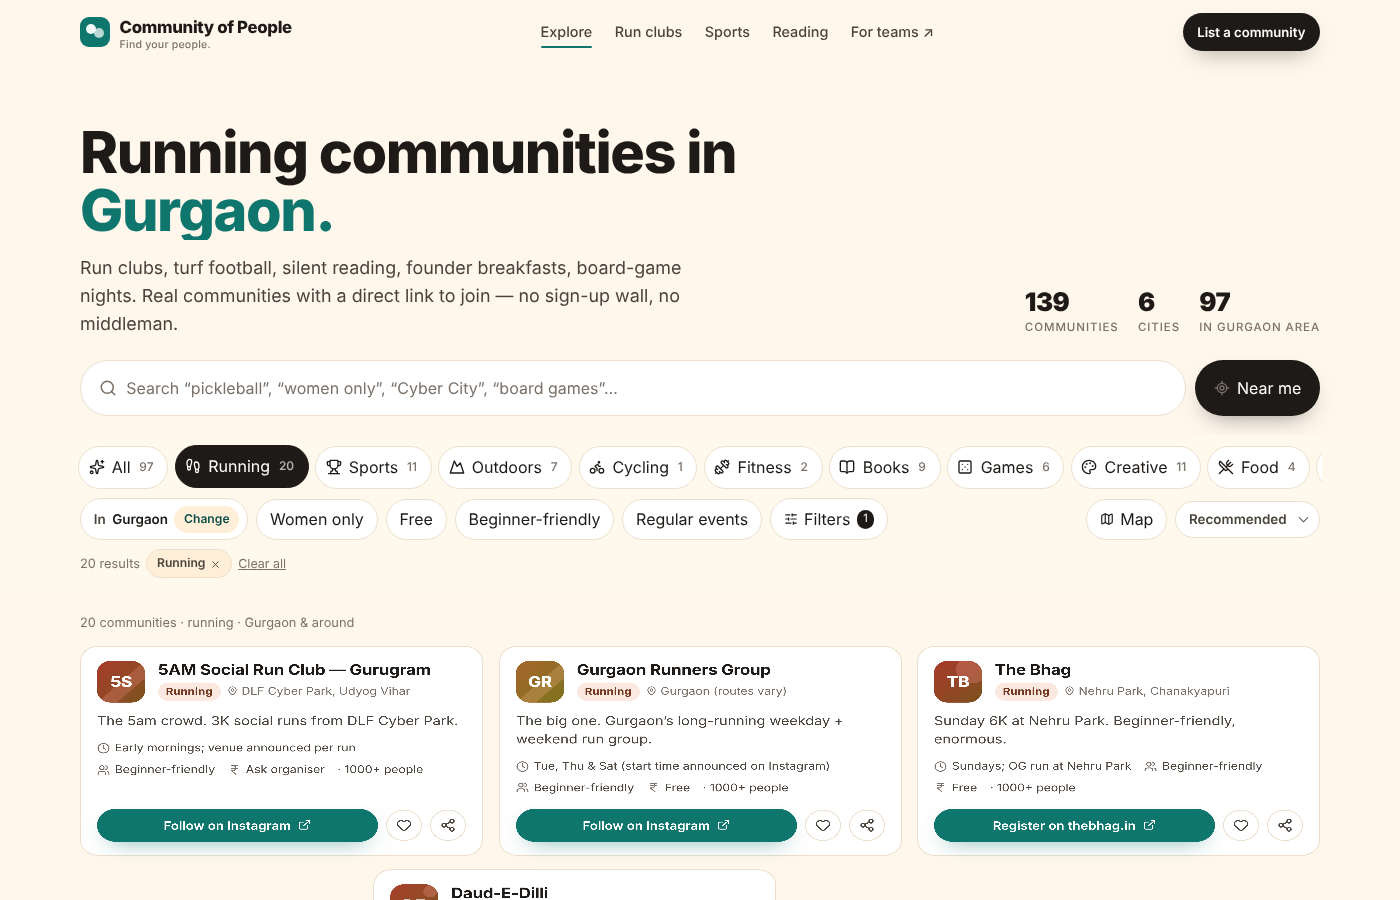 Community of People
Find your people.
Explore
Run clubs
Sports
Reading
For teams ↗
List a community
Running communities in
Gurgaon.
Run clubs, turf football, silent reading, founder breakfasts, board-game
nights. Real communities with a direct link to join — no sign-up wall, no
middleman.
139
COMMUNITIES
6
CITIES
97
IN GURGAON AREA
Search “pickleball”, “women only”, “Cyber City”, “board games”…
Near me
All 97
Running 20
Sports 11
Outdoors 7
Cycling 1
Fitness 2
Books 9
Games 6
Creative 11
Food 4
In Gurgaon Change
Women only
Free
Beginner-friendly
Regular events
Filters 1
Map
Recommended
20 results
Running ×
Clear all
20 communities · running · Gurgaon & around
5S
5AM Social Run Club — Gurugram
Running
DLF Cyber Park, Udyog Vihar
The 5am crowd. 3K social runs from DLF Cyber Park.
Early mornings; venue announced per run
Beginner-friendly
₹ Ask organiser
· 1000+ people
Follow on Instagram
GR
Gurgaon Runners Group
Running
Gurgaon (routes vary)
The big one. Gurgaon’s long-running weekday +
weekend run group.
Tue, Thu & Sat (start time announced on Instagram)
Beginner-friendly
₹ Free
· 1000+ people
Follow on Instagram
TB
The Bhag
Running
Nehru Park, Chanakyapuri
Sunday 6K at Nehru Park. Beginner-friendly,
enormous.
Sundays; OG run at Nehru Park
Beginner-friendly
₹ Free
· 1000+ people
Register on thebhag.in
Daud-E-Dilli